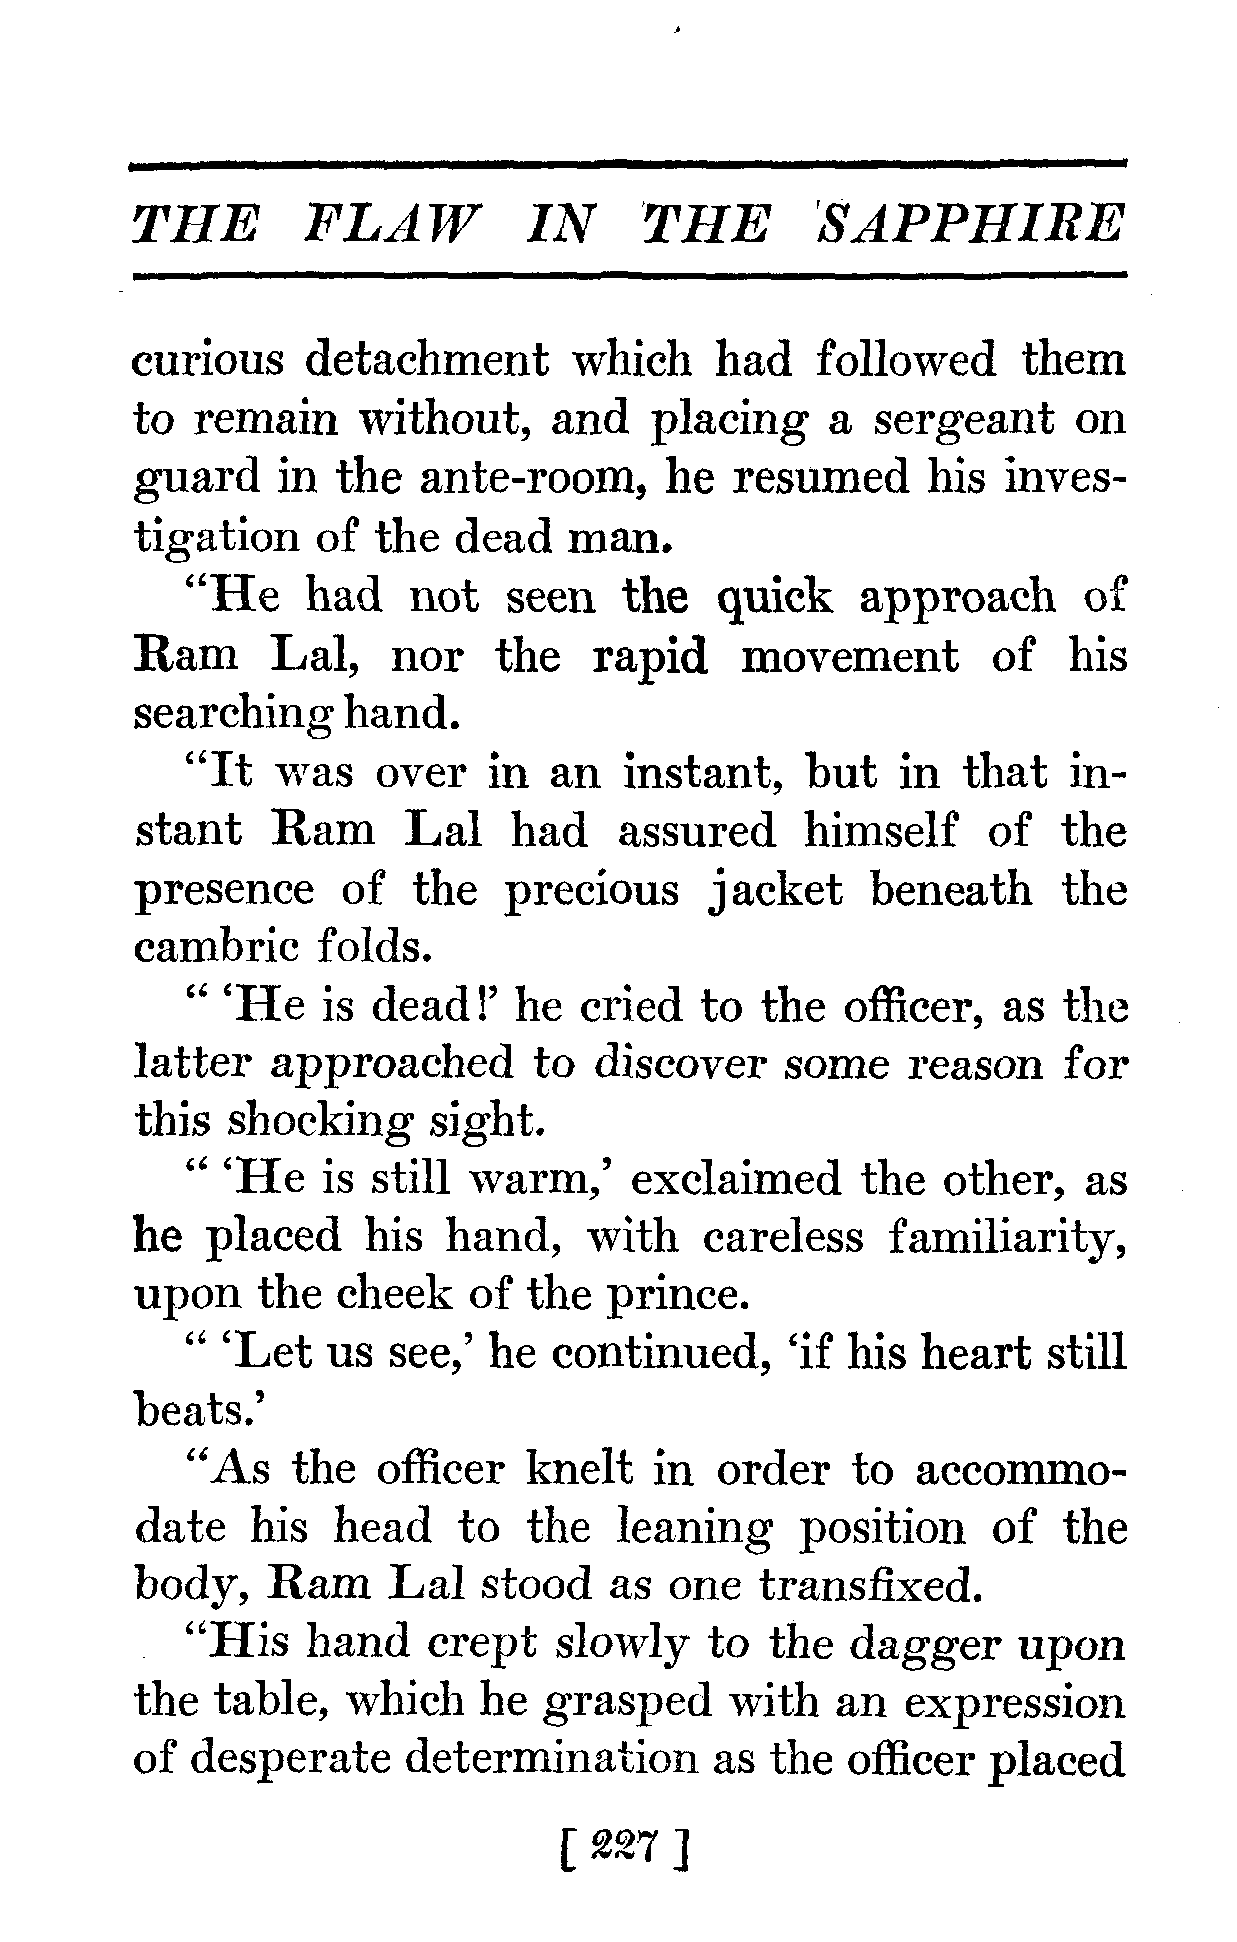 THE FLAW IN THE SAPPHIRE
curious detachment which had followed them
to remain without, and placing a sergeant on
guard in the ante-room, he resumed his inves-
tigation of the dead man.
"He had not seen the quick approach of
Ram Lal, nor the rapid movement of his
searching hand.
"It was over in an instant, but in that in-
stant Ram Lal had assured himself of the
presence of the precious jacket beneath the
cambric folds.
" 'He is dead!' he cried to the officer, as the
latter approached to discover some reason for
this shocking sight.
" 'He is still warm,' exclaimed the other, as
he placed his hand, with careless familiarity,
upon the cheek of the prince.
" 'Let us see,' he continued, 'if his heart still
beats.'
"As the officer knelt in order to accommo-
date his head to the leaning position of the
body, Ram Lal stood as one transfixed.
"His hand crept slowly to the dagger upon
the table, which he grasped with an expression
of desperate determination as the officer placed
[ 227 ]